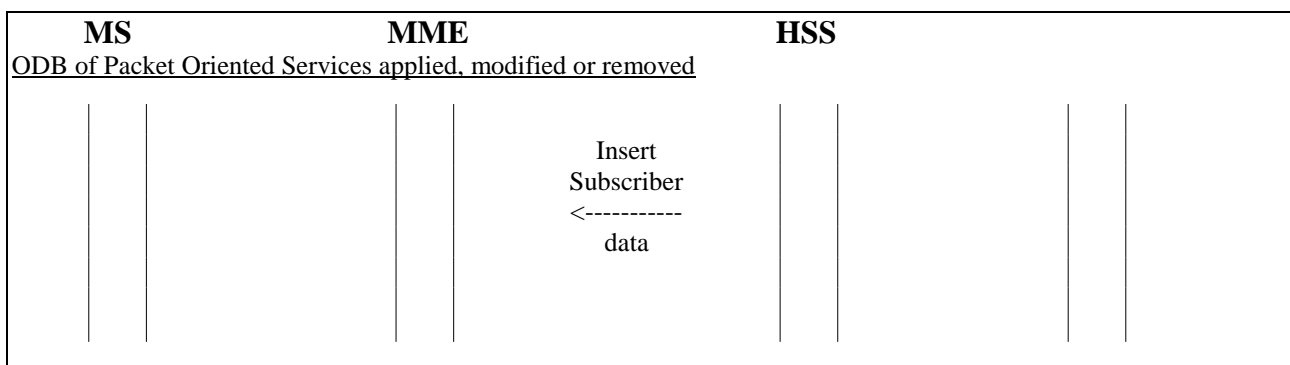 MS MME HSS
ODB of Packet Oriented Services applied, modified or removed
Insert
Subscriber
<-----------
data